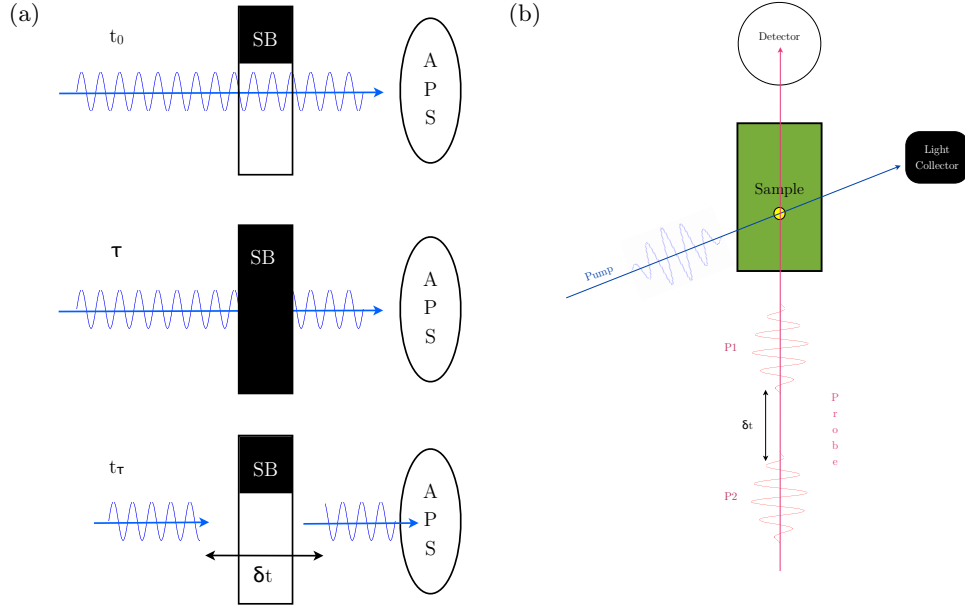 (a)
t₀
SB
A
P
S
τ
SB
A
P
S
t_τ
SB
A
P
S
δt
(b)
Detector
Light
Collector
Sample
Pump
P1
δt
P
r
o
b
e
P2